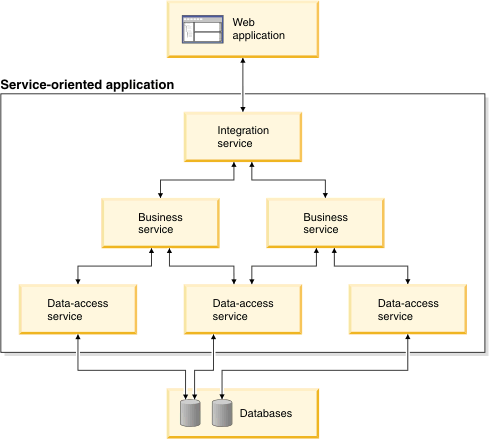 Web
application
Service-oriented application
Integration
service
Business
service
Business
service
Data-access
service
Data-access
service
Data-access
service
Databases